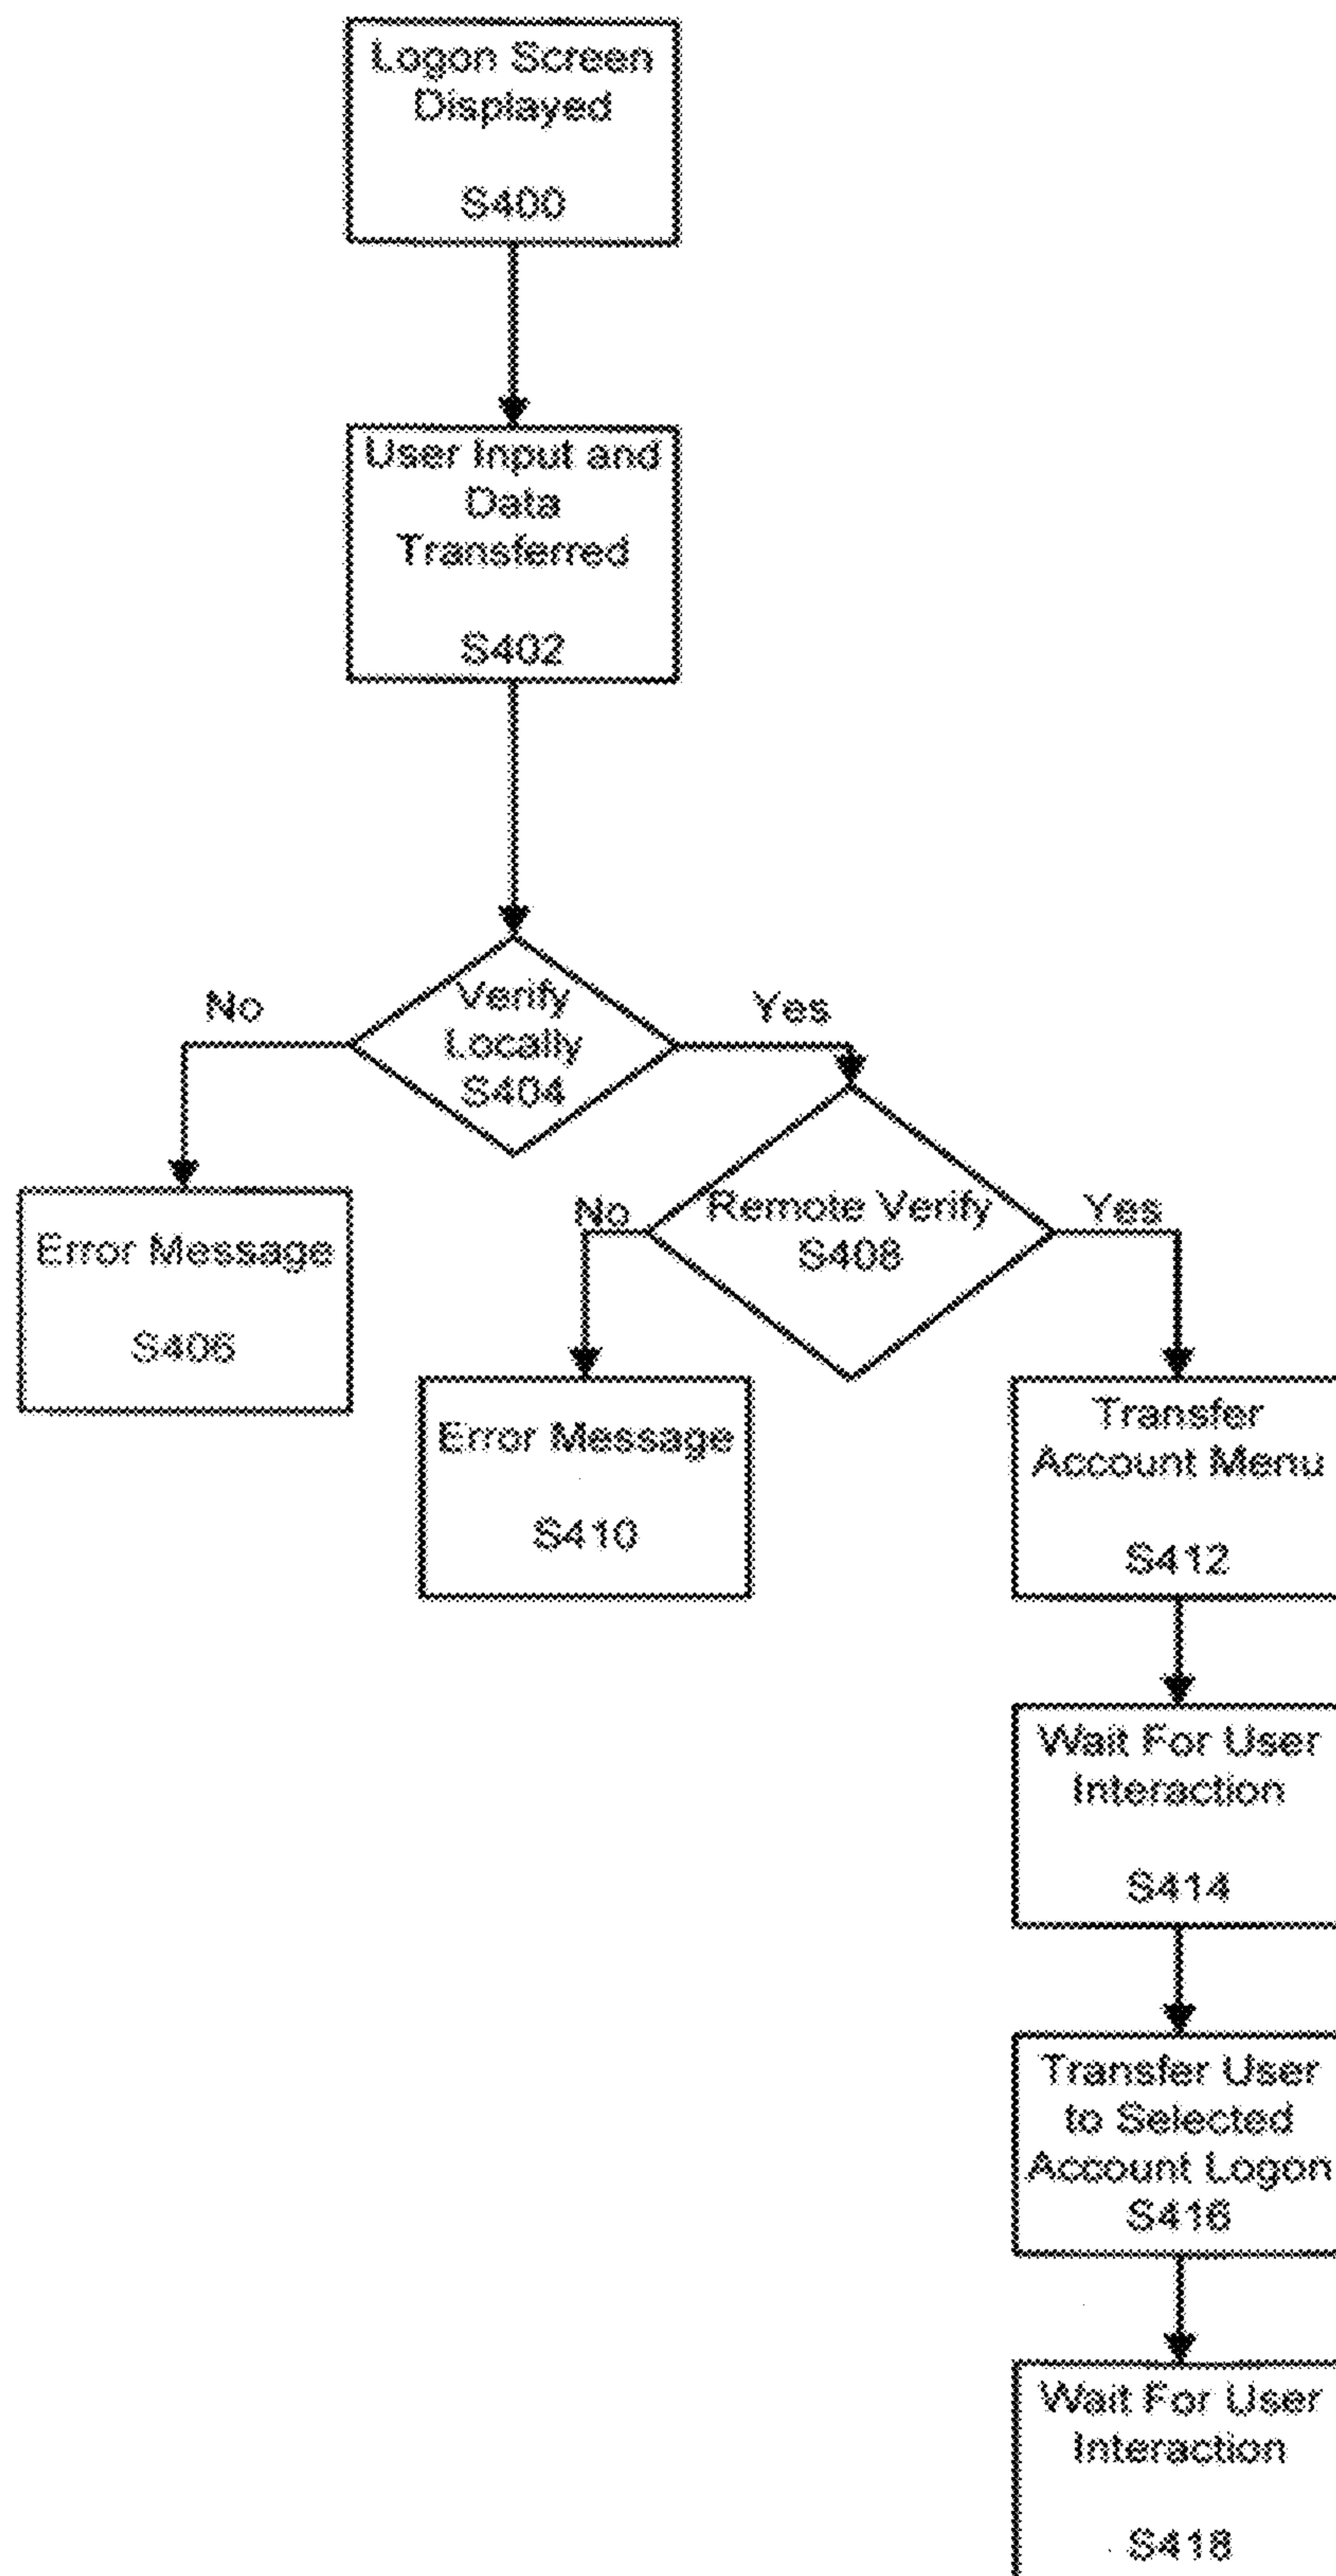 Logon Screen
Displayed
S400
User Input and
Data
Transferred
S402
No
Verify
Locally
S404
Yes
Error Message
S406
No
Remote Verify
S408
Yes
Error Message
S410
Transfer
Account Menu
S412
Wait For User
Interaction
S414
Transfer User
to Selected
Account Logon
S416
Wait For User
Interaction
S418